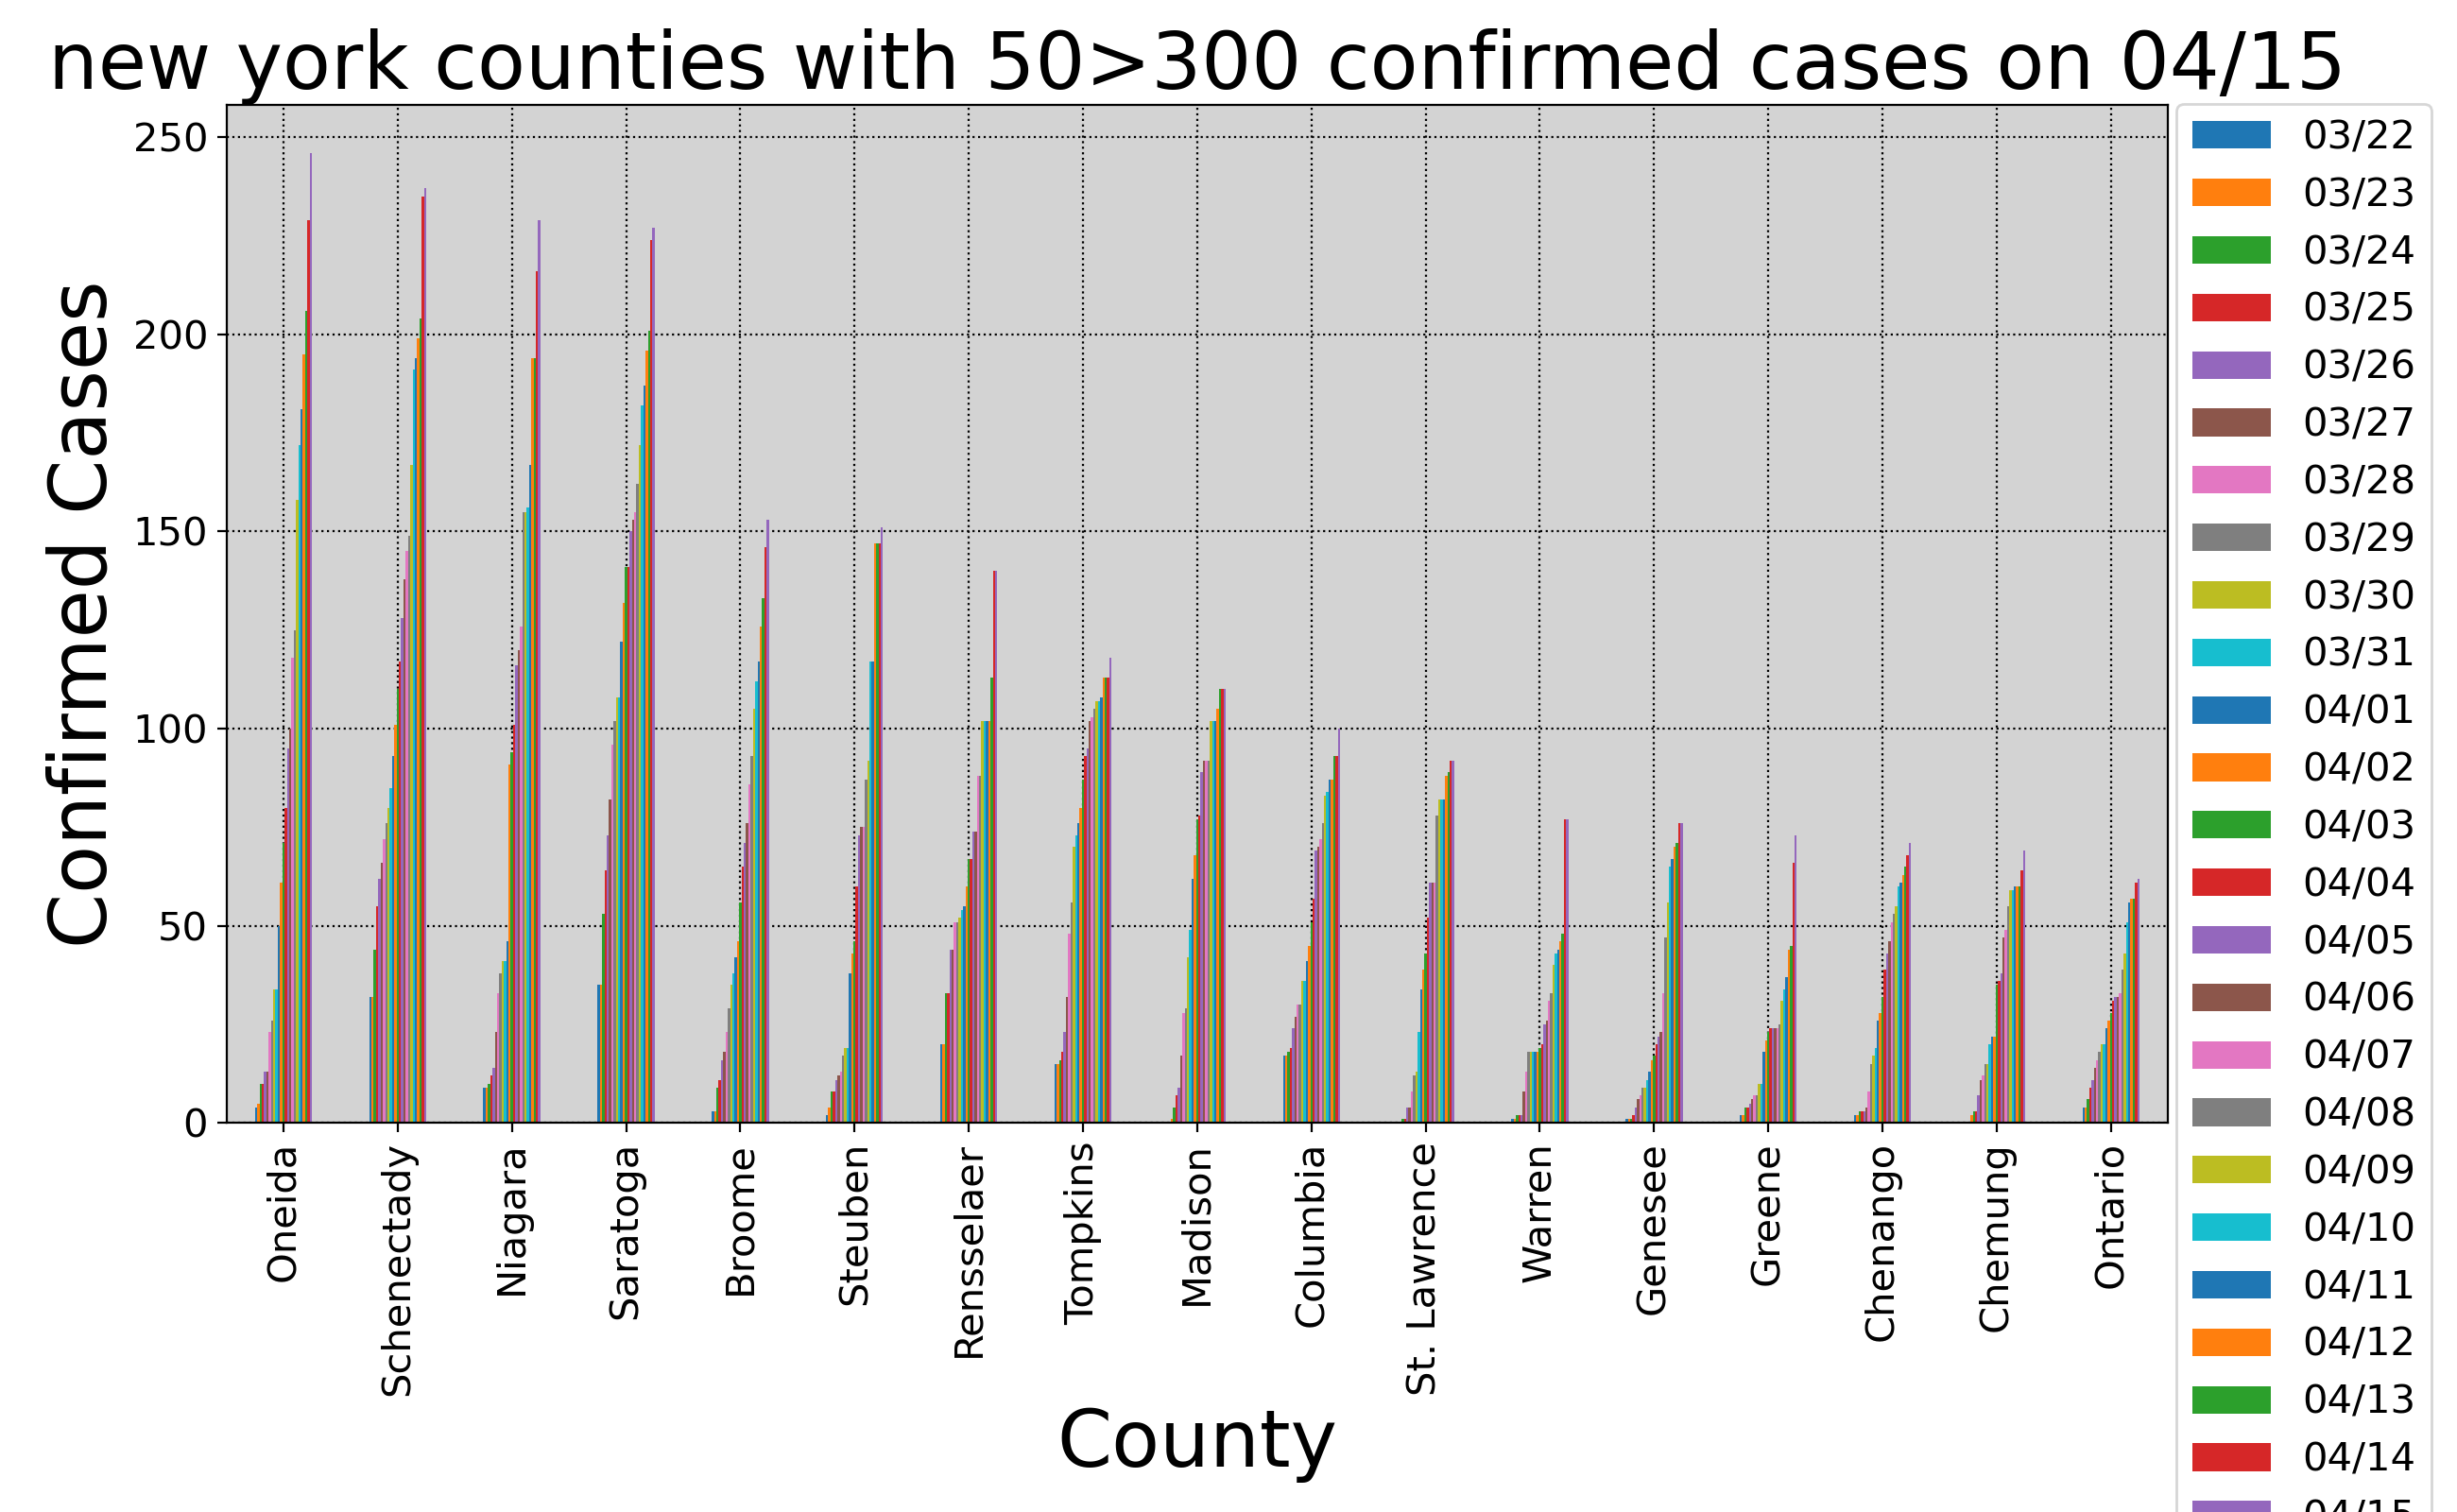 new york counties with 50>300 confirmed cases on 04/15
Confirmed Cases
250
200
150
100
50
0
Oneida
Schenectady
Niagara
Saratoga
Broome
Steuben
Rensselaer
Tompkins
Madison
Columbia
St. Lawrence
Warren
Genesee
Greene
Chenango
Chemung
Ontario
County
03/22
03/23
03/24
03/25
03/26
03/27
03/28
03/29
03/30
03/31
04/01
04/02
04/03
04/04
04/05
04/06
04/07
04/08
04/09
04/10
04/11
04/12
04/13
04/14
04/15